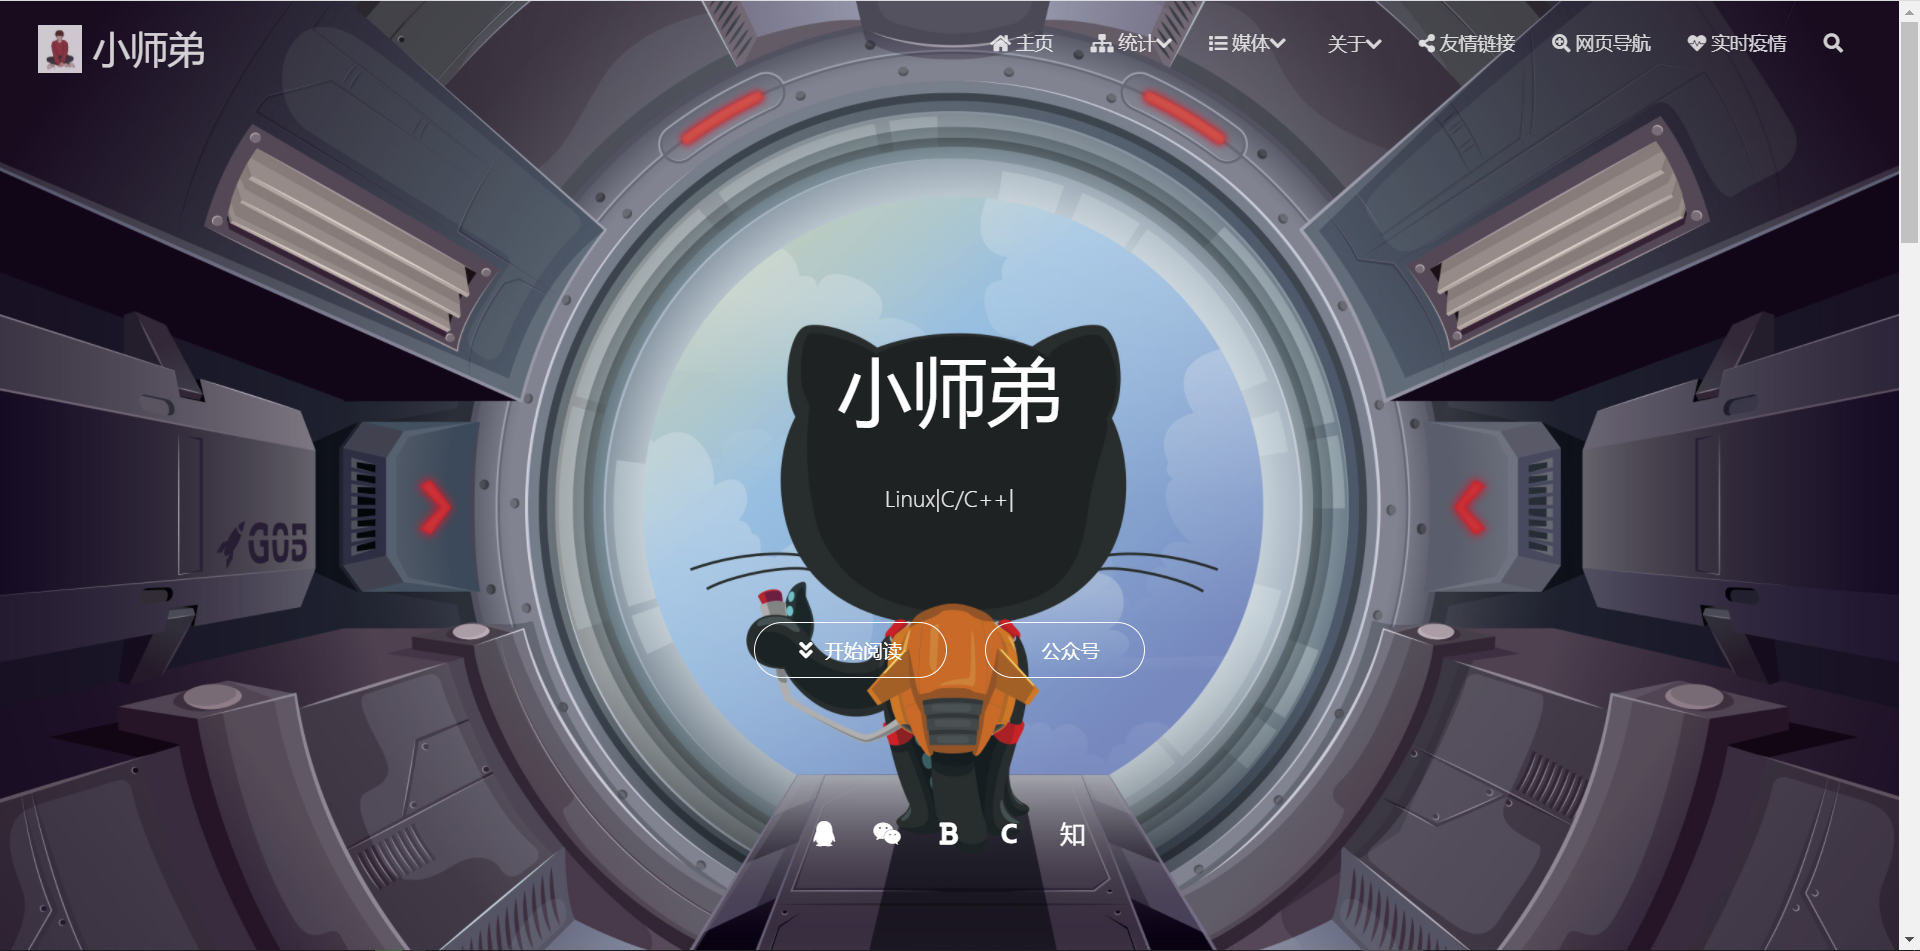 小师弟
主页 统计 媒体 关于 友情链接 网页导航 实时疫情
小师弟
Linux|C/C++|
G05
开始阅读 公众号
B C 知